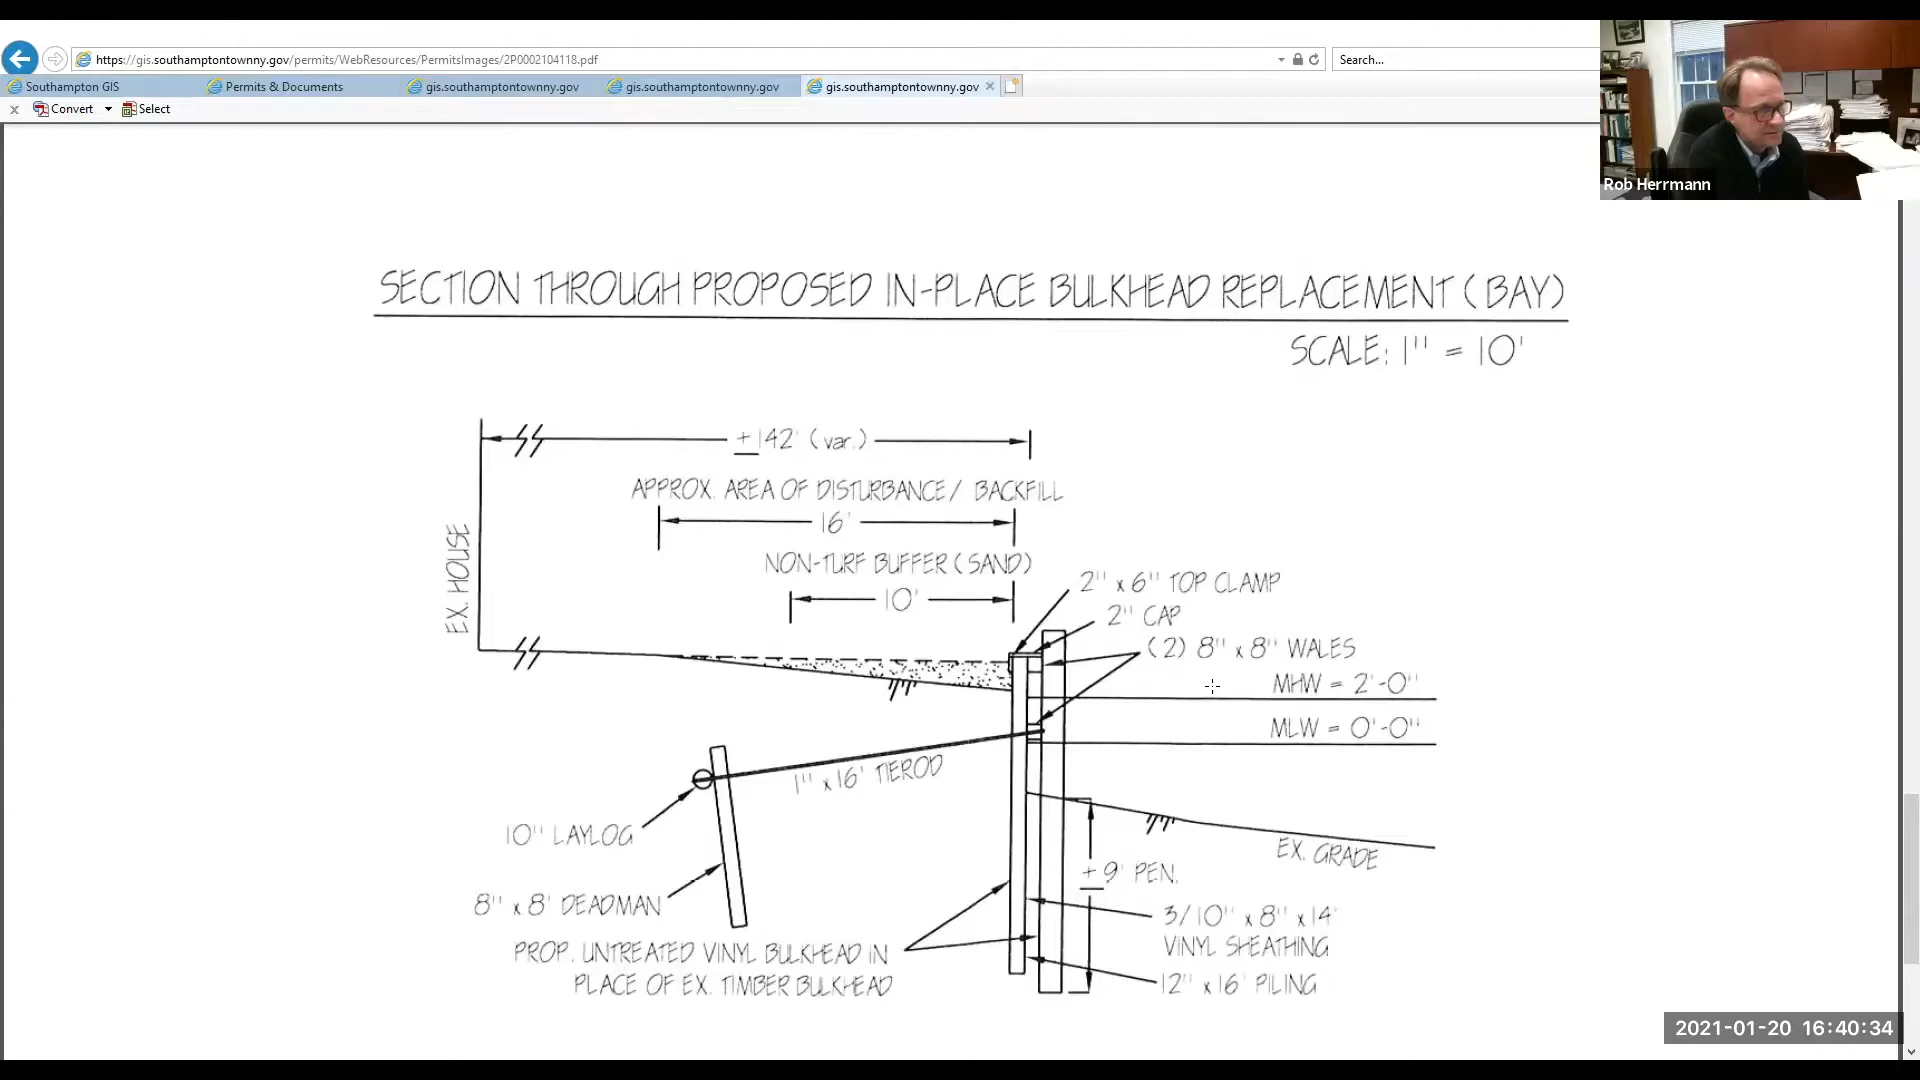 https://gis.southamptontownny.gov/permits/WebResources/PermitsImages/2P0002104118.pdf
Search...
Southampton GIS
Permits & Documents
gis.southamptontownny.gov
gis.southamptontownny.gov
gis.southamptontownny.gov
Convert
Select
Rob Herrmann
SECTION THROUGH PROPOSED IN-PLACE BULKHEAD REPLACEMENT (BAY)
SCALE: 1" = 10'
±142' (var.)
APPROX. AREA OF DISTURBANCE/ BACKFILL
16'
NON-TURF BUFFER (SAND)
10'
EX. HOUSE
2" x 6" TOP CLAMP
2" CAP
(2) 8" x 8" WALES
MHW = 2'-0"
MLW = 0'-0"
1" x 16' TIEROD
10" LAYLOG
8" x 8' DEADMAN
EX. GRADE
±9' PEN.
3/10" x 8" x 14'
VINYL SHEATHING
12" x 16' PILING
PROP. UNTREATED VINYL BULKHEAD IN
PLACE OF EX. TIMBER BULKHEAD
2021-01-20 16:40:34